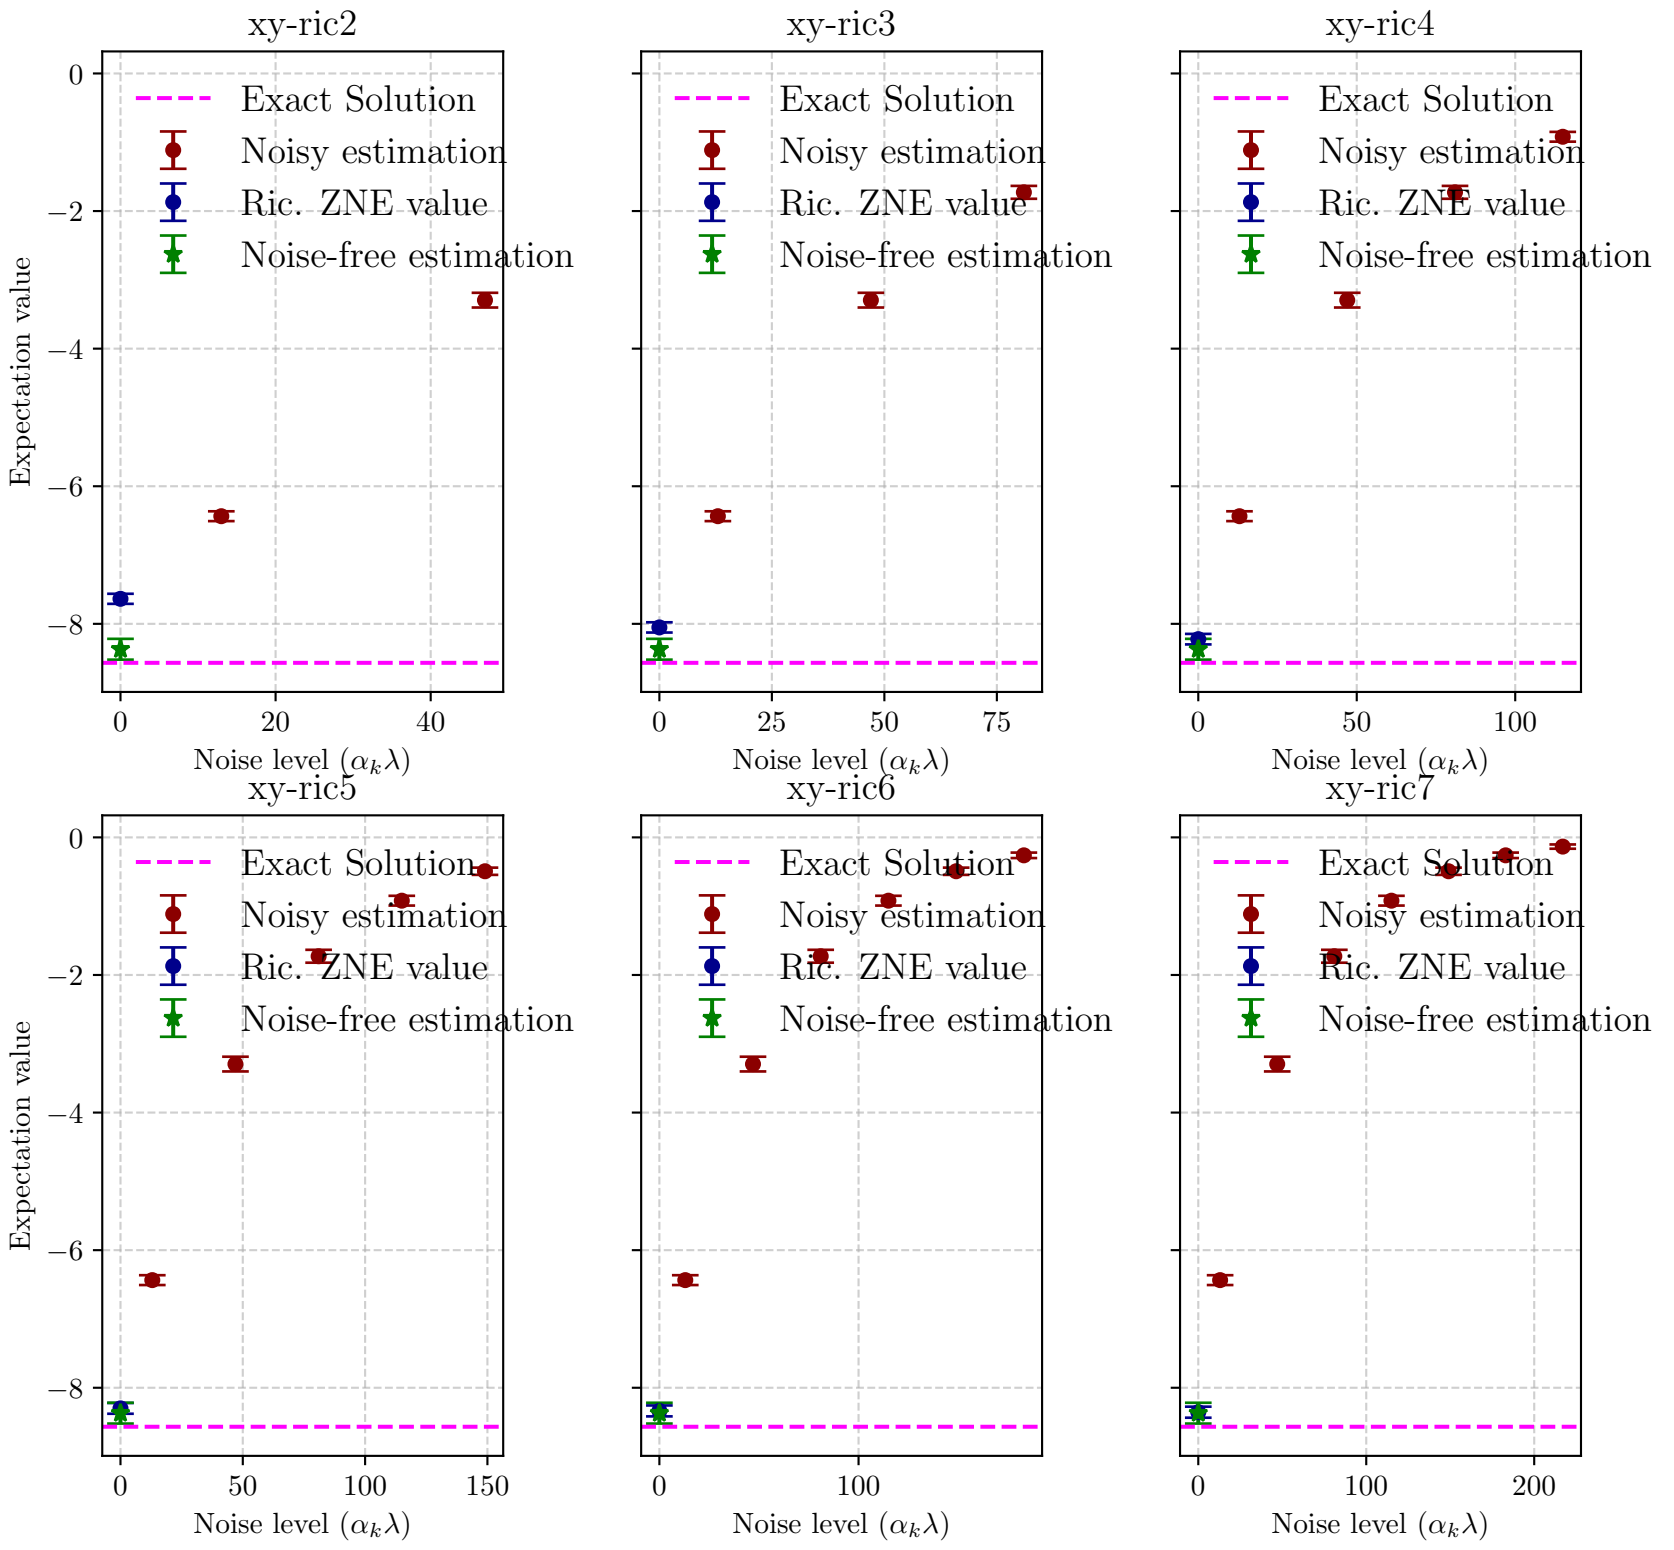 xy-ric2
xy-ric3
xy-ric4
Expectation value
0
−2
−4
−6
−8
Exact Solution
Noisy estimation
Ric. ZNE value
Noise-free estimation
0 20 40
Noise level (αₖλ)
Exact Solution
Noisy estimation
Ric. ZNE value
Noise-free estimation
0 25 50 75
Noise level (αₖλ)
Exact Solution
Noisy estimation
Ric. ZNE value
Noise-free estimation
0 50 100
Noise level (αₖλ)
xy-ric5
xy-ric6
xy-ric7
Expectation value
0
−2
−4
−6
−8
Exact Solution
Noisy estimation
Ric. ZNE value
Noise-free estimation
0 50 100 150
Noise level (αₖλ)
Exact Solution
Noisy estimation
Ric. ZNE value
Noise-free estimation
0 100
Noise level (αₖλ)
Exact Solution
Noisy estimation
Ric. ZNE value
Noise-free estimation
0 100 200
Noise level (αₖλ)